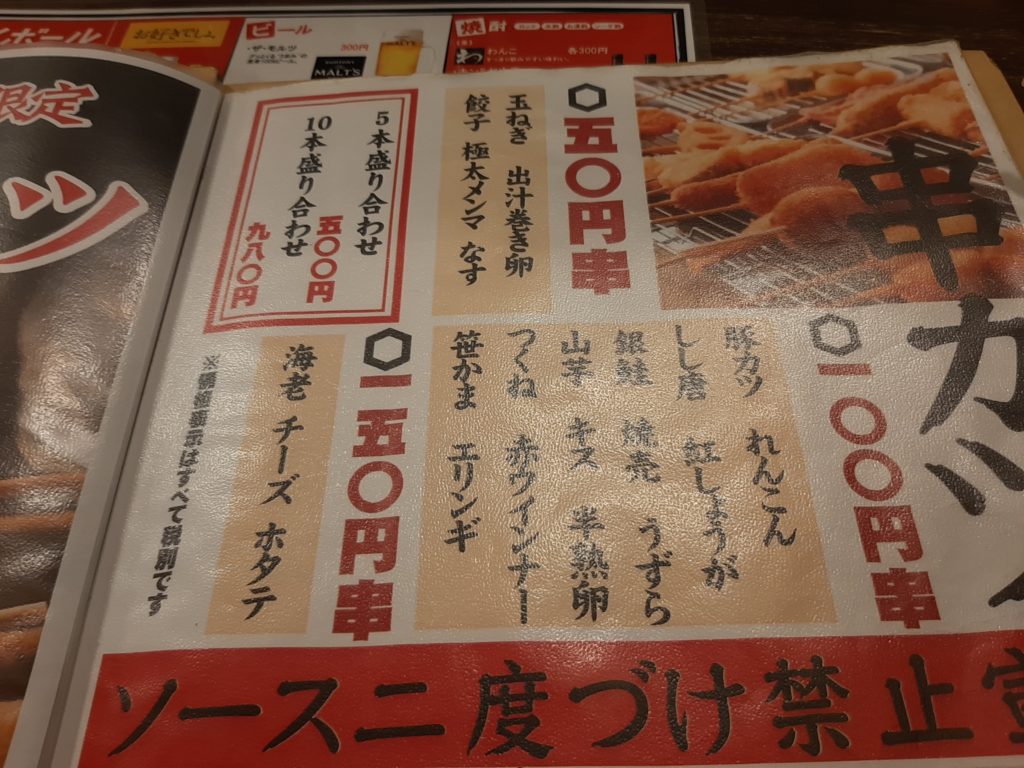 ボール
お好きでしょ
ビール
・ザ・モルツ
300円
MALT'S
焼酎
わんこ
各300円
限定
ツ
串カツ
一〇〇円串
豚カツ れんこん
しし唐 紅しょうが
銀鮭 焼売 うずら
山芋 キス 半熟卵
つくね 赤ウインナー
笹かま エリンギ
五〇円串
玉ねぎ 出汁巻き卵
餃子 極太メンマ なす
5本盛り合わせ
五〇〇円
10本盛り合わせ
九八〇円
一五〇円串
海老 チーズ ホタテ
※価格表示はすべて税別です
ソース二度づけ禁止宣